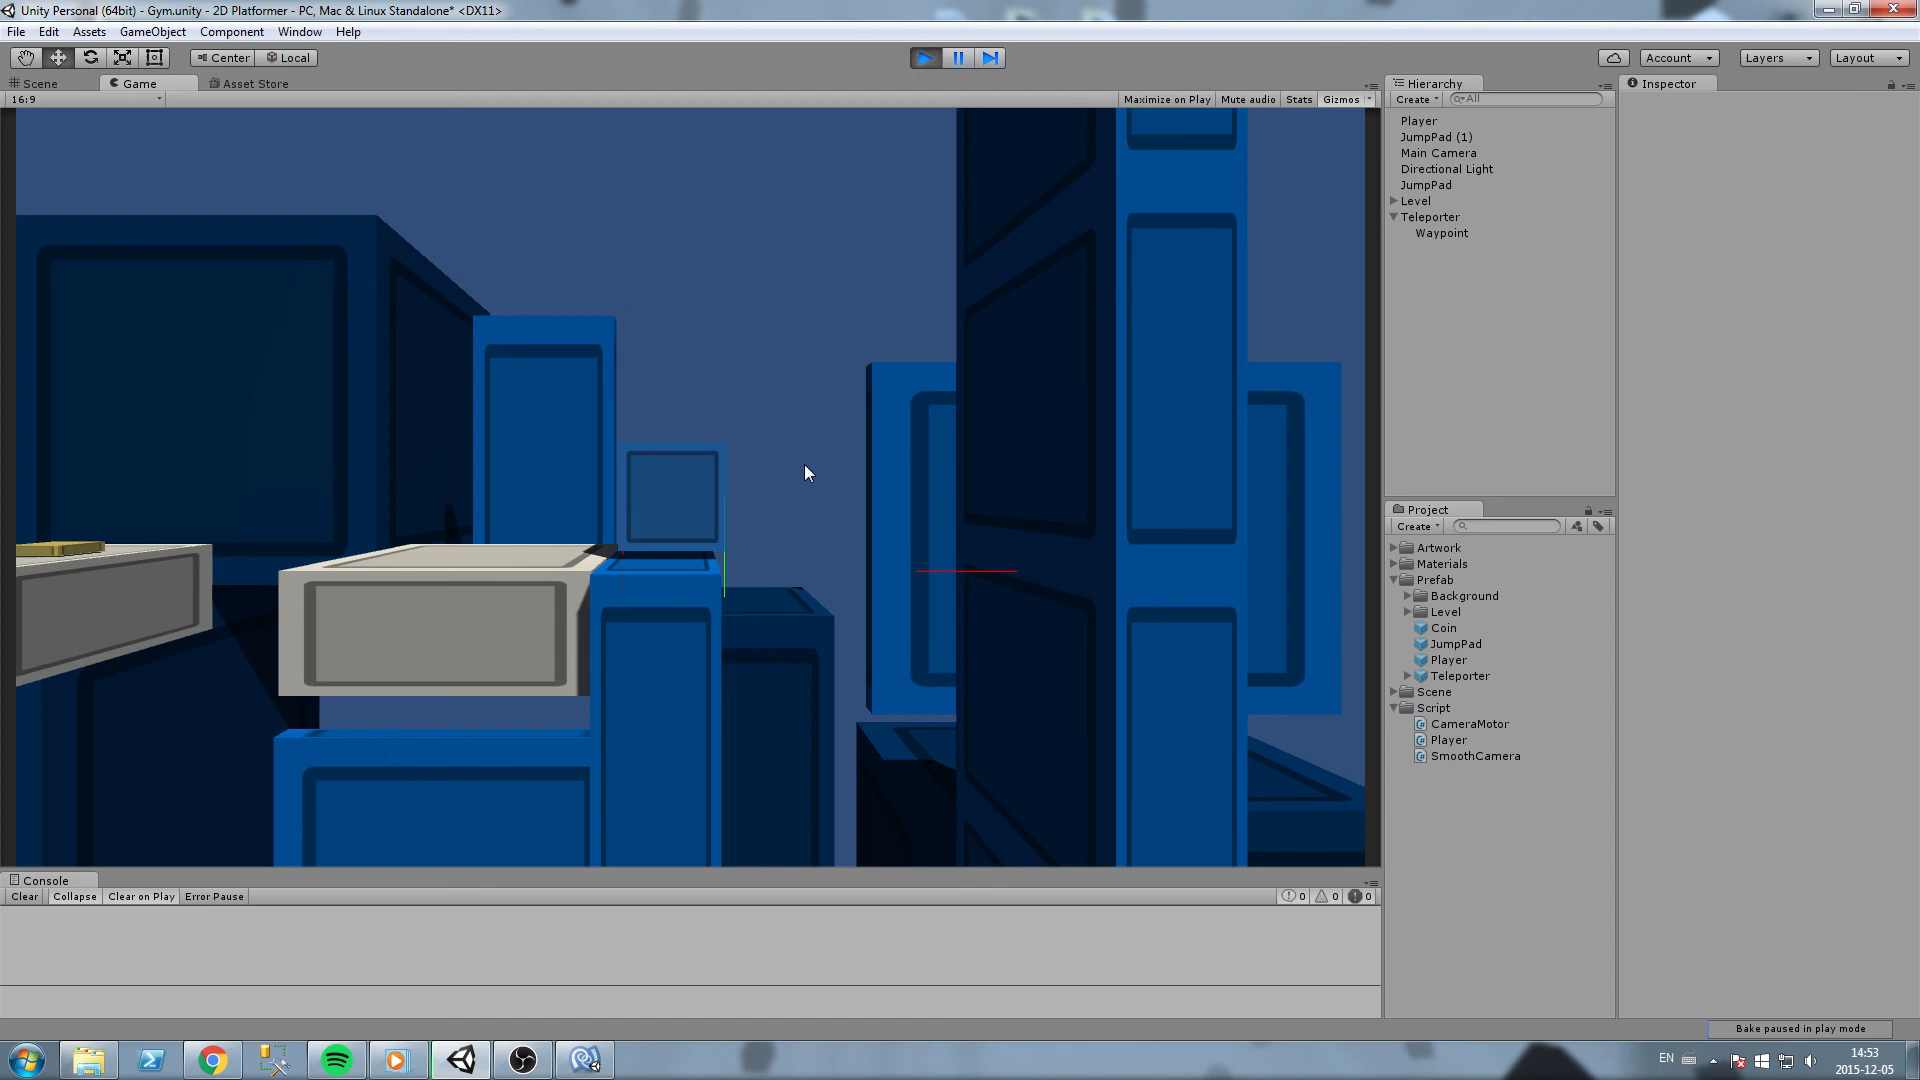 Unity Personal (64bit) - Gym.unity - 2D Platformer - PC, Mac & Linux Standalone* <DX11>
File Edit Assets GameObject Component Window Help
Center Local
Account Layers Layout
Scene Game Asset Store
16:9
Maximize on Play Mute audio Stats Gizmos
Hierarchy
Create All
Player
JumpPad (1)
Main Camera
Directional Light
JumpPad
Level
Teleporter
Waypoint
Inspector
Project
Create
Artwork
Materials
Prefab
Background
Level
Coin
JumpPad
Player
Teleporter
Scene
Script
CameraMotor
Player
SmoothCamera
Console
Clear Collapse Clear on Play Error Pause
0 0 0
Bake paused in play mode
EN
14:53
2015-12-05